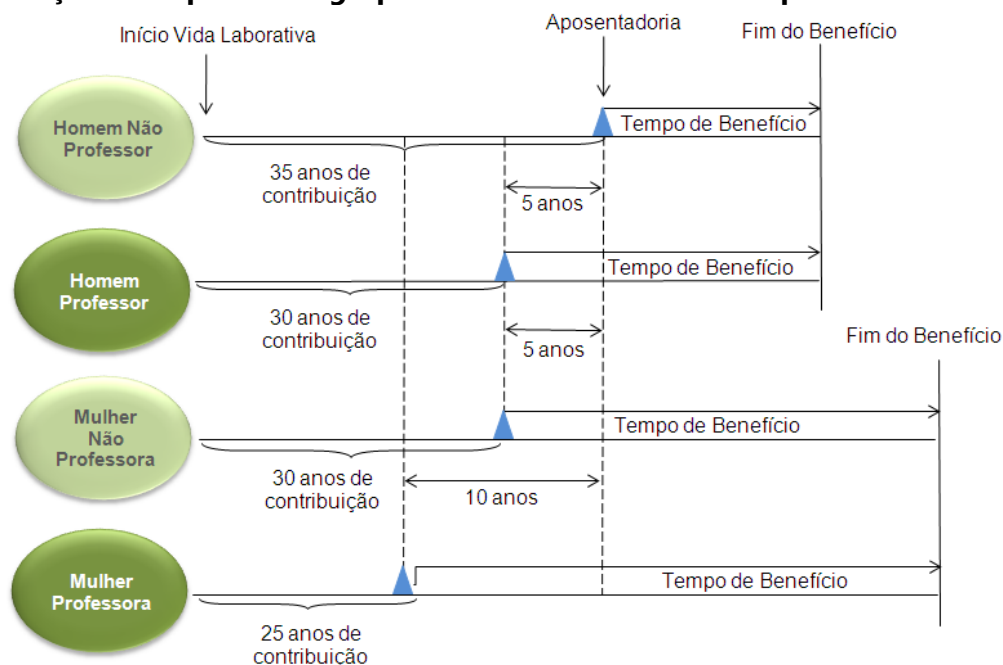 Início Vida Laborativa
Aposentadoria
Fim do Benefício
Homem Não
Professor
Tempo de Benefício
35 anos de
contribuição
5 anos
Homem
Professor
Tempo de Benefício
30 anos de
contribuição
5 anos
Fim do Benefício
Mulher
Não
Professora
Tempo de Benefício
30 anos de
contribuição
10 anos
Mulher
Professora
Tempo de Benefício
25 anos de
contribuição